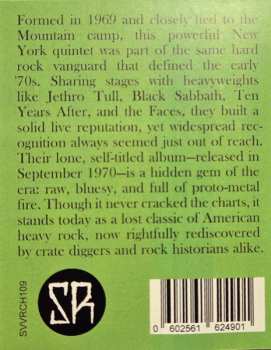 Formed in 1969 and closely tied to the
Mountain camp, this powerful New
York quintet was part of the same hard
rock vanguard that defined the early
'70s. Sharing stages with heavyweights
like Jethro Tull, Black Sabbath, Ten
Years After, and the Faces, they built a
solid live reputation, yet widespread rec-
ognition always seemed just out of reach.
Their lone, self-titled album—released in
September 1970—is a hidden gem of the
era: raw, bluesy, and full of proto-metal
fire. Though it never cracked the charts, it
stands today as a lost classic of American
heavy rock, now rightfully rediscovered
by crate diggers and rock historians alike.
SVVRCH109
SR
0 602561 624901